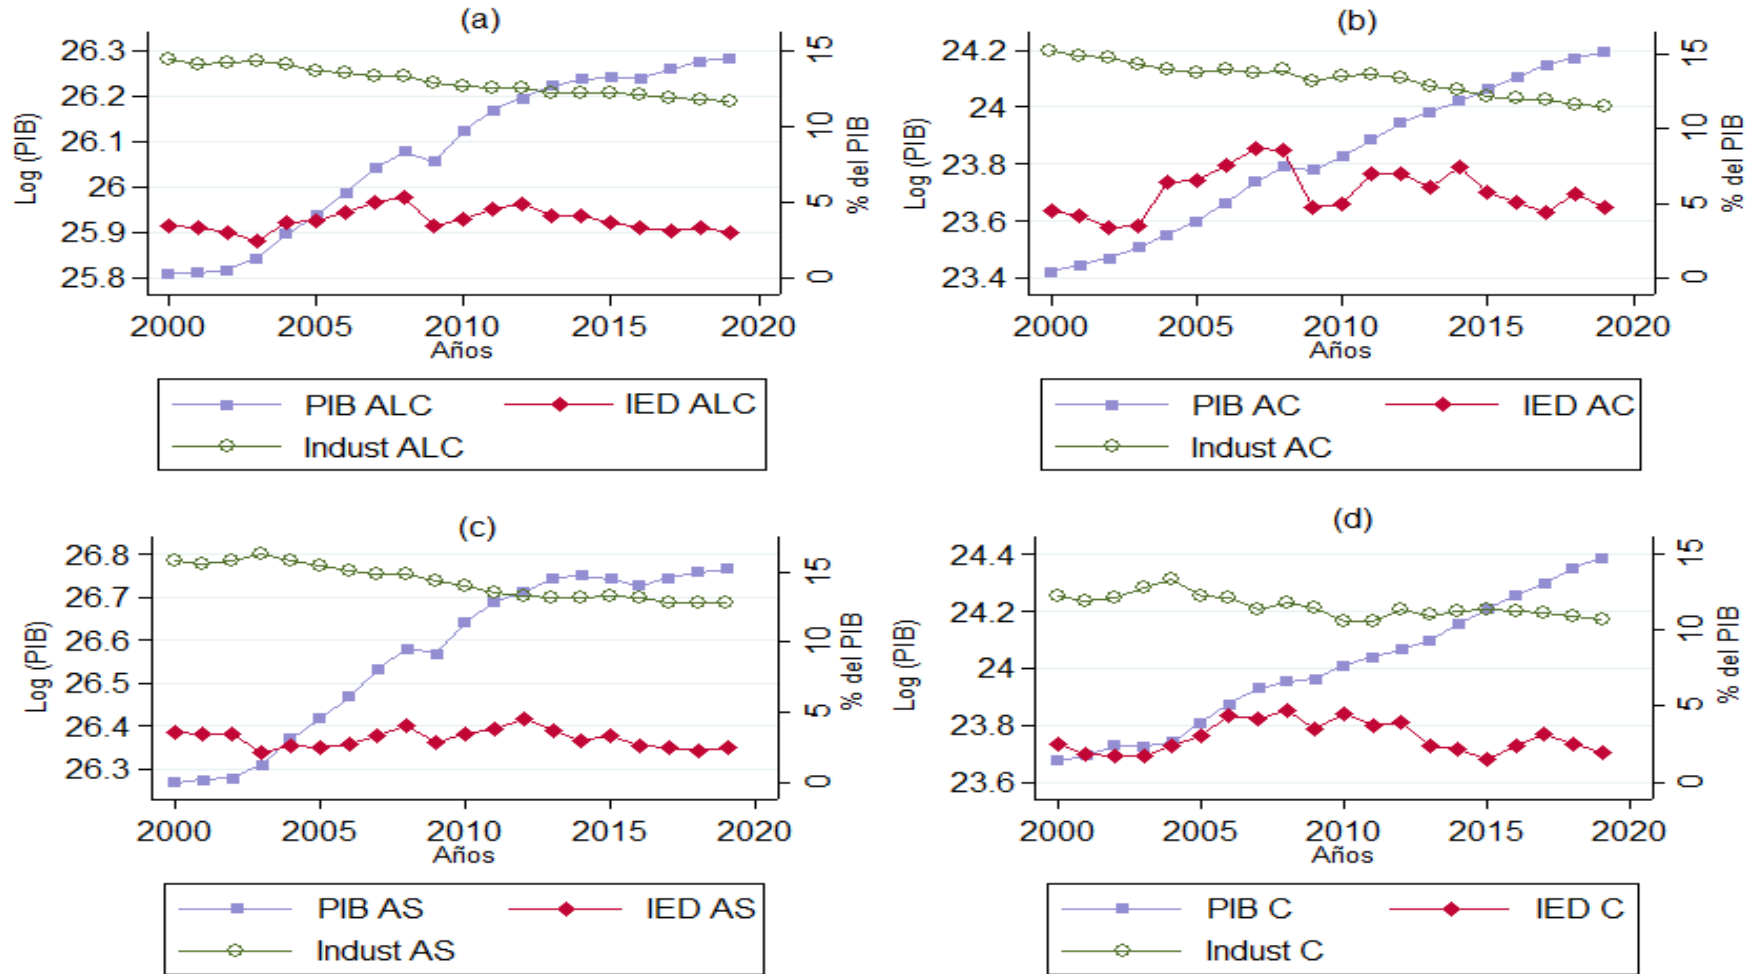 (a)
26.3
26.2
26.1
26
25.9
25.8
Log (PIB)
15
10
5
0
% del PIB
2000 2005 2010 2015 2020
Años
PIB ALC IED ALC
Indust ALC
(b)
24.2
24
23.8
23.6
23.4
Log (PIB)
15
10
5
0
% del PIB
2000 2005 2010 2015 2020
Años
PIB AC IED AC
Indust AC
(c)
26.8
26.7
26.6
26.5
26.4
26.3
Log (PIB)
15
10
5
0
% del PIB
2000 2005 2010 2015 2020
Años
PIB AS IED AS
Indust AS
(d)
24.4
24.2
24
23.8
23.6
Log (PIB)
15
10
5
0
% del PIB
2000 2005 2010 2015 2020
Años
PIB C IED C
Indust C